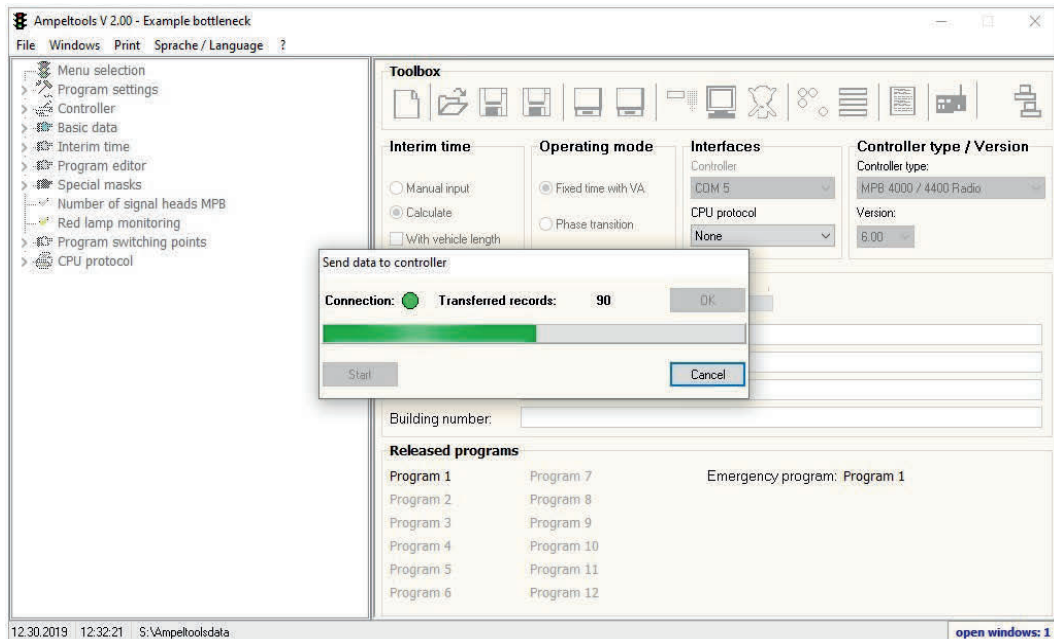 Ampeltools V 2.00 - Example bottleneck
File Windows Print Sprache / Language ?
Menu selection
Program settings
Controller
Basic data
Interim time
Program editor
Special masks
Number of signal heads MPB
Red lamp monitoring
Program switching points
CPU protocol
Toolbox
Interim time
Manual input
Calculate
With vehicle length
Operating mode
Fixed time with VA
Phase transition
Interfaces
Controller
COM 5
CPU protocol
None
Controller type / Version
Controller type:
MPB 4000 / 4400 Radio
Version:
6.00
Send data to controller
Connection: Transferred records: 90 OK
Start Cancel
Building number:
Released programs
Program 1 Program 7 Emergency program: Program 1
Program 2 Program 8
Program 3 Program 9
Program 4 Program 10
Program 5 Program 11
Program 6 Program 12
12.30.2019 12:32:21 S:\Ampeltoolsdata open windows: 1